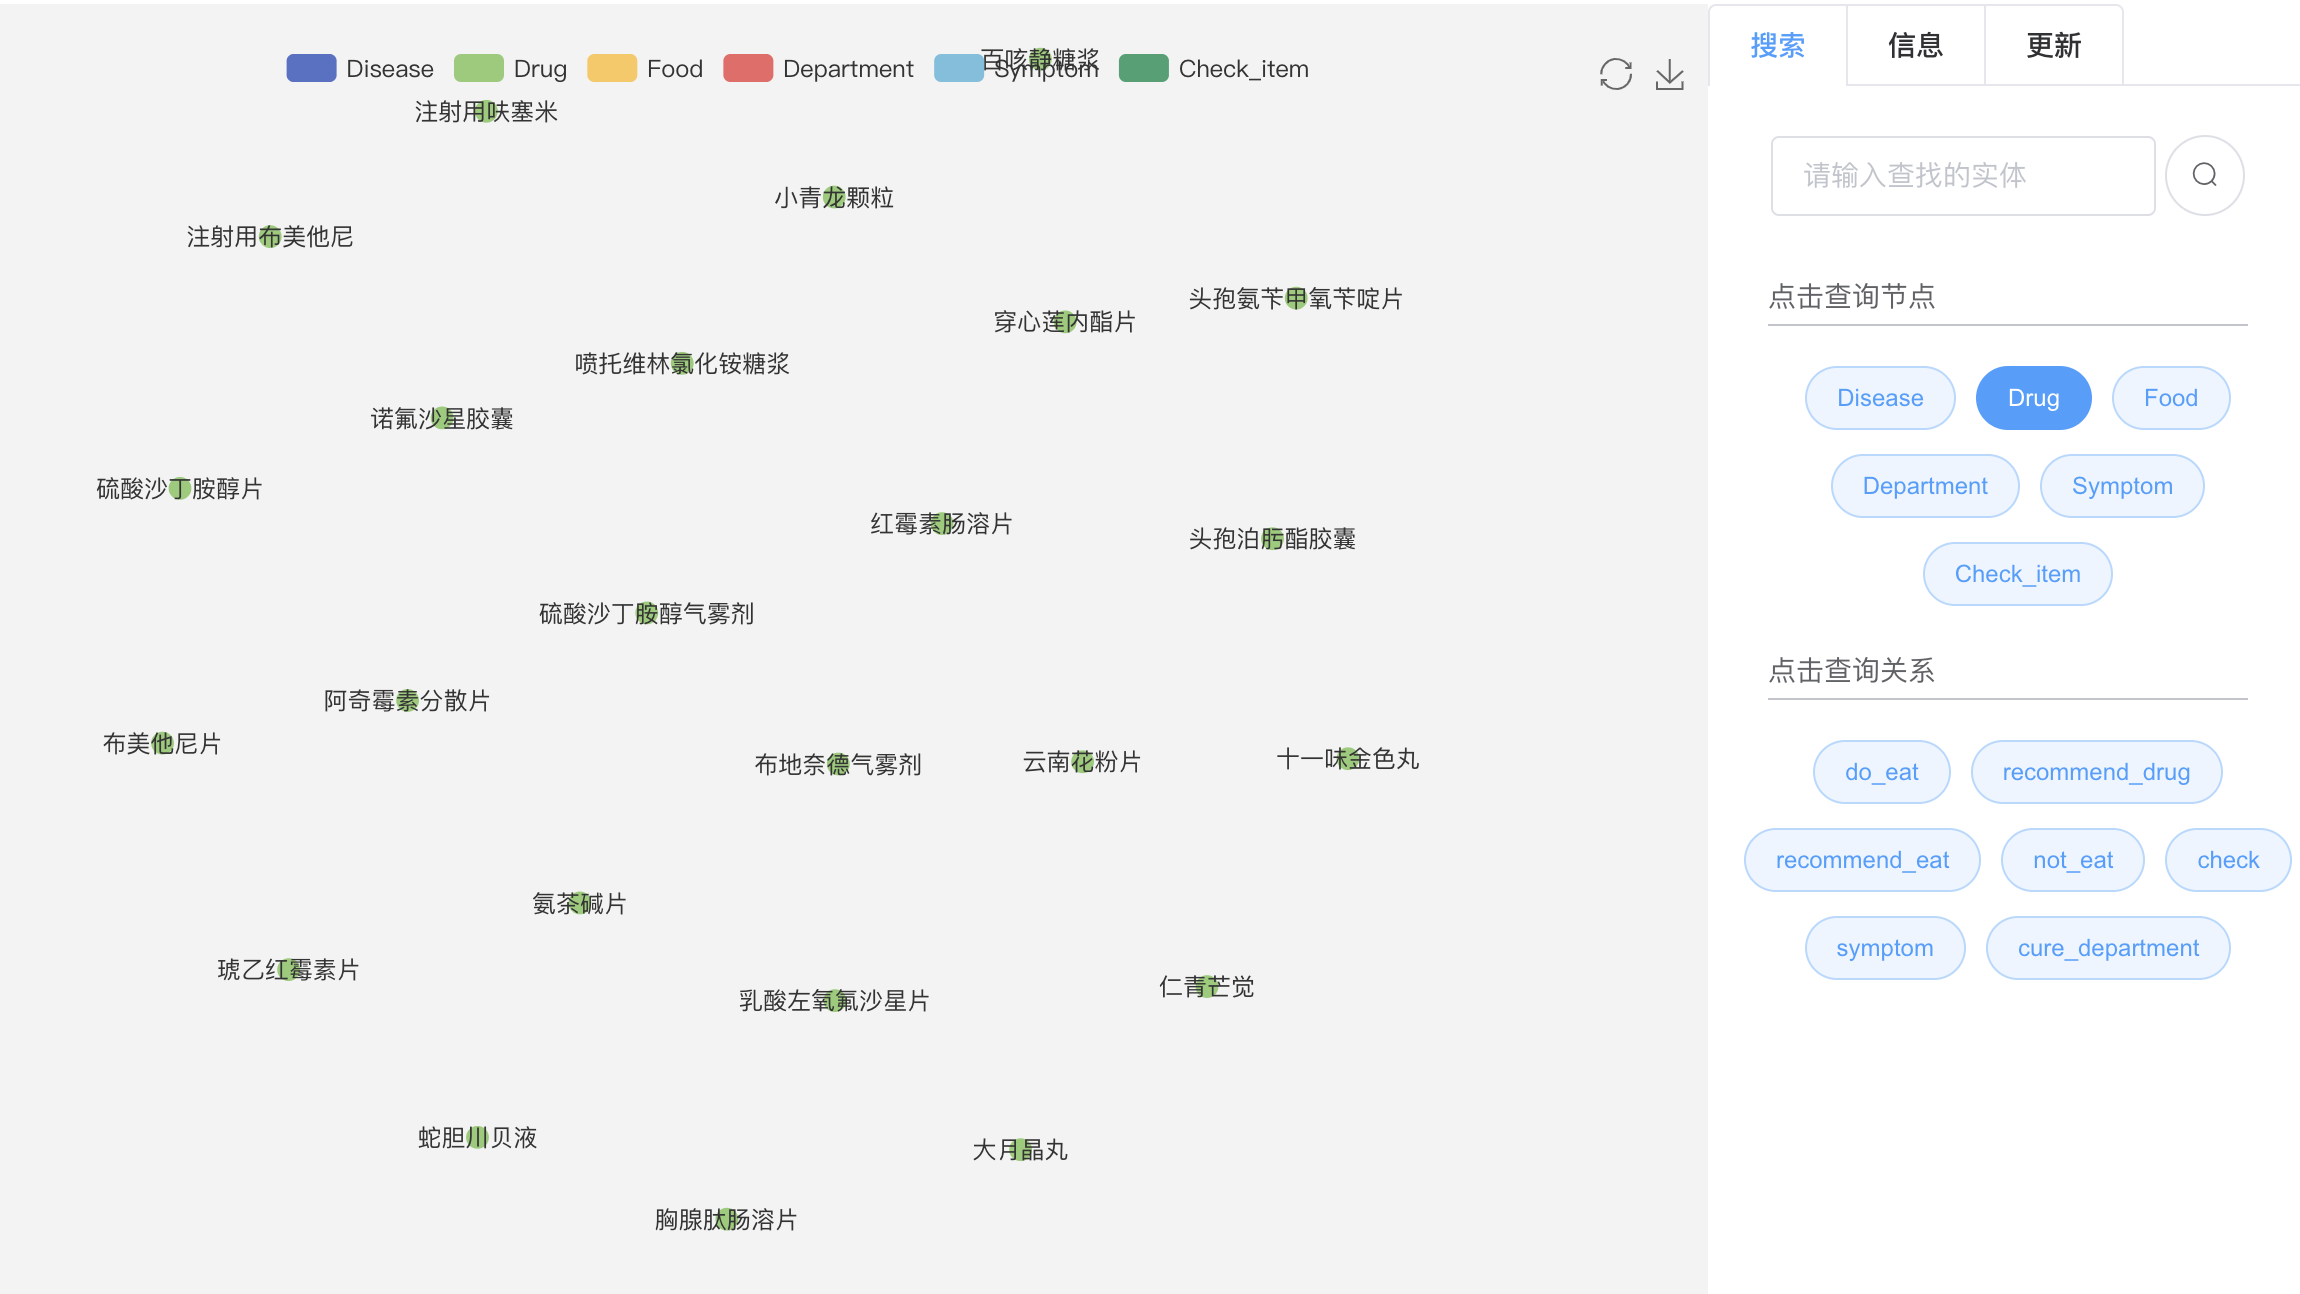 Disease Drug Food Department Symptom Check_item
百咳静糖浆
注射用呋塞米
小青龙颗粒
注射用布美他尼
头孢氨苄甲氧苄啶片
穿心莲内酯片
喷托维林氯化铵糖浆
诺氟沙星胶囊
硫酸沙丁胺醇片
红霉素肠溶片
头孢泊肟酯胶囊
硫酸沙丁胺醇气雾剂
阿奇霉素分散片
布美他尼片
布地奈德气雾剂
云南花粉片
十一味金色丸
氨茶碱片
琥乙红霉素片
仁青芒觉
乳酸左氧氟沙星片
蛇胆川贝液
大月晶丸
胸腺肽肠溶片
搜索 信息 更新
请输入查找的实体
点击查询节点
Disease Drug Food
Department Symptom
Check_item
点击查询关系
do_eat recommend_drug
recommend_eat not_eat check
symptom cure_department